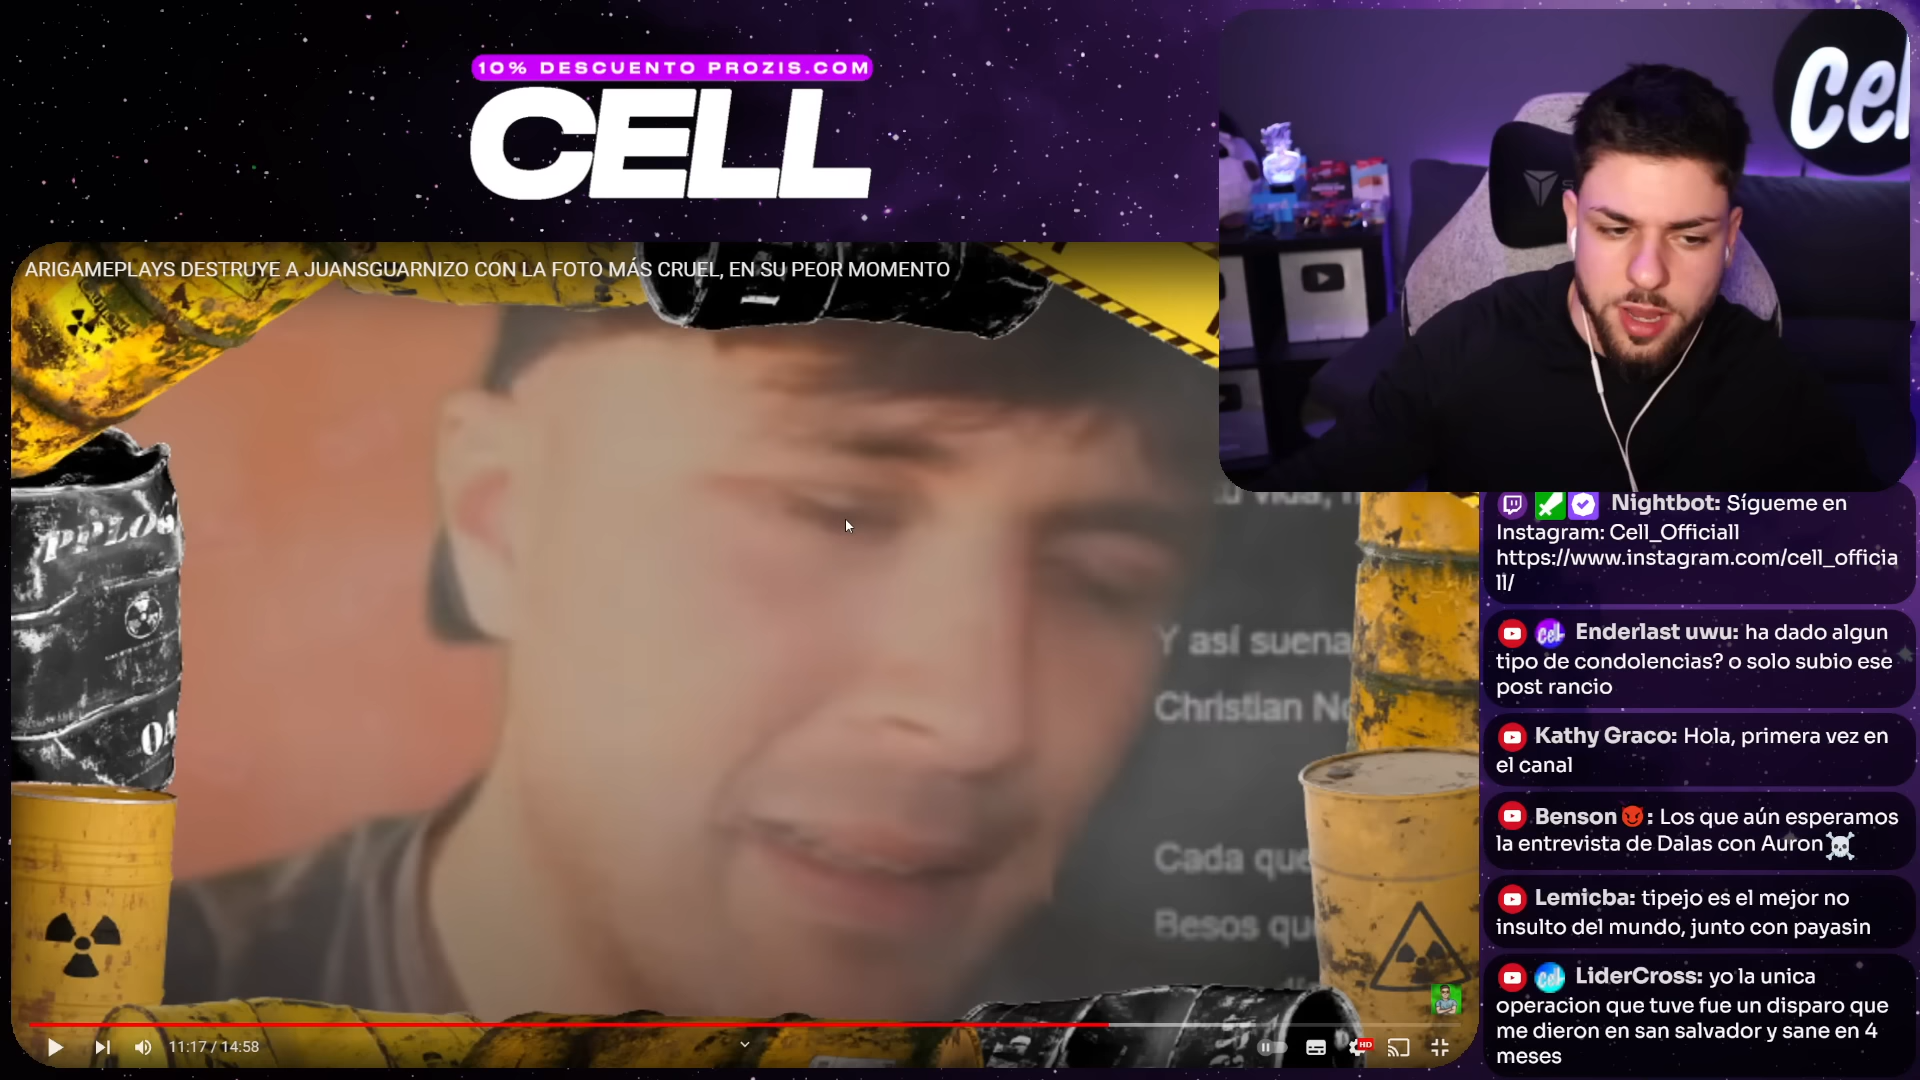 10% DESCUENTO PROZIS.COM
CELL
Cel
ARIGAMEPLAYS DESTRUYE A JUANSGUARNIZO CON LA FOTO MÁS CRUEL, EN SU PEOR MOMENTO
vida,
Y así suena
Christian
Cada que
Besos
11:17 / 14:58
HD
Nightbot: Sígueme en
Instagram: Cell_Officiall
https://www.instagram.com/cell_officia
ll/
Enderlast uwu: ha dado algun
tipo de condolencias? o solo subio ese
post rancio
Kathy Graco: Hola, primera vez en
el canal
Benson😈: Los que aún esperamos
la entrevista de Dalas con Auron☠️
Lemicba: tipejo es el mejor no
insulto del mundo, junto con payasin
LiderCross: yo la unica
operacion que tuve fue un disparo que
me dieron en san salvador y sane en 4
meses